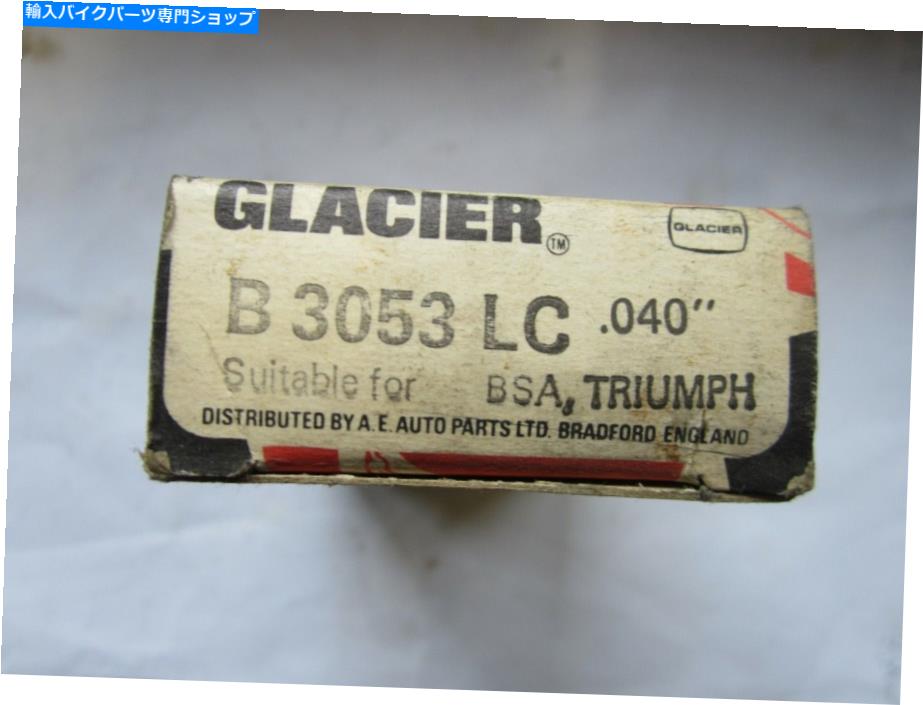 輸入バイクパーツ専門ショップ
GLACIER TM
GLACIER
B 3053 LC .040"
Suitable for BSA, TRIUMPH
DISTRIBUTED BY A.E. AUTO PARTS LTD. BRADFORD ENGLAND